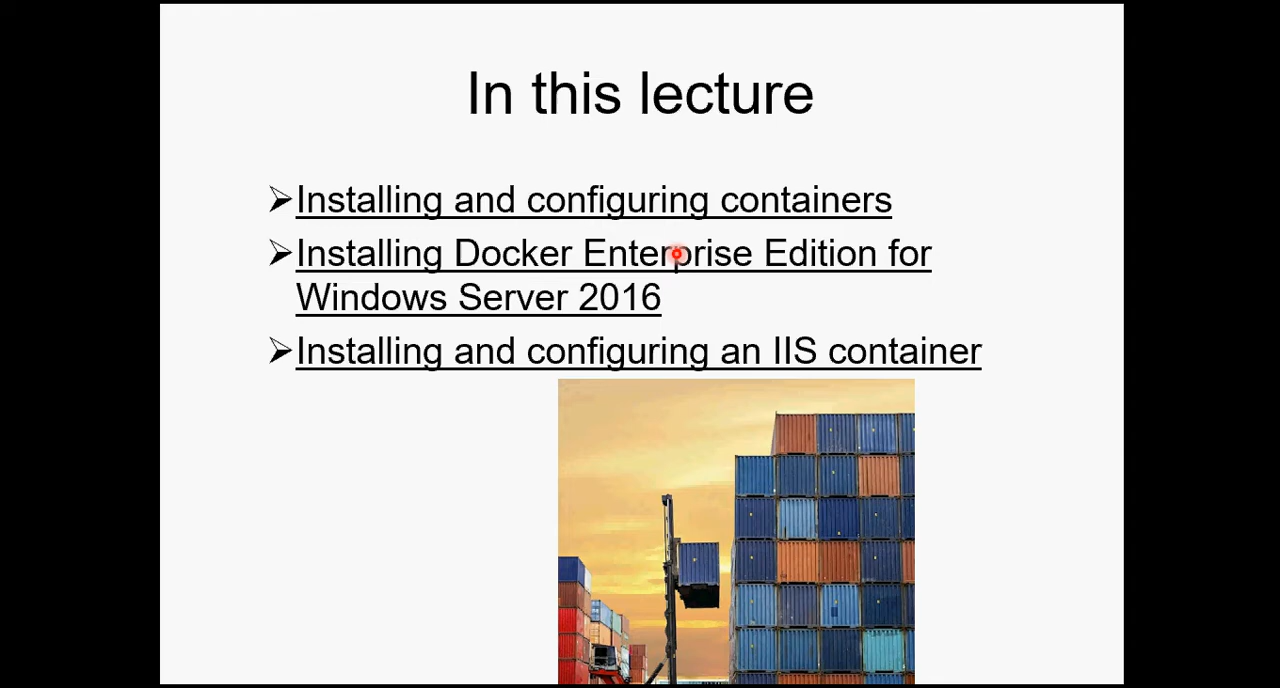 In this lecture
Installing and configuring containers
Installing Docker Enterprise Edition for
Windows Server 2016
Installing and configuring an IIS container